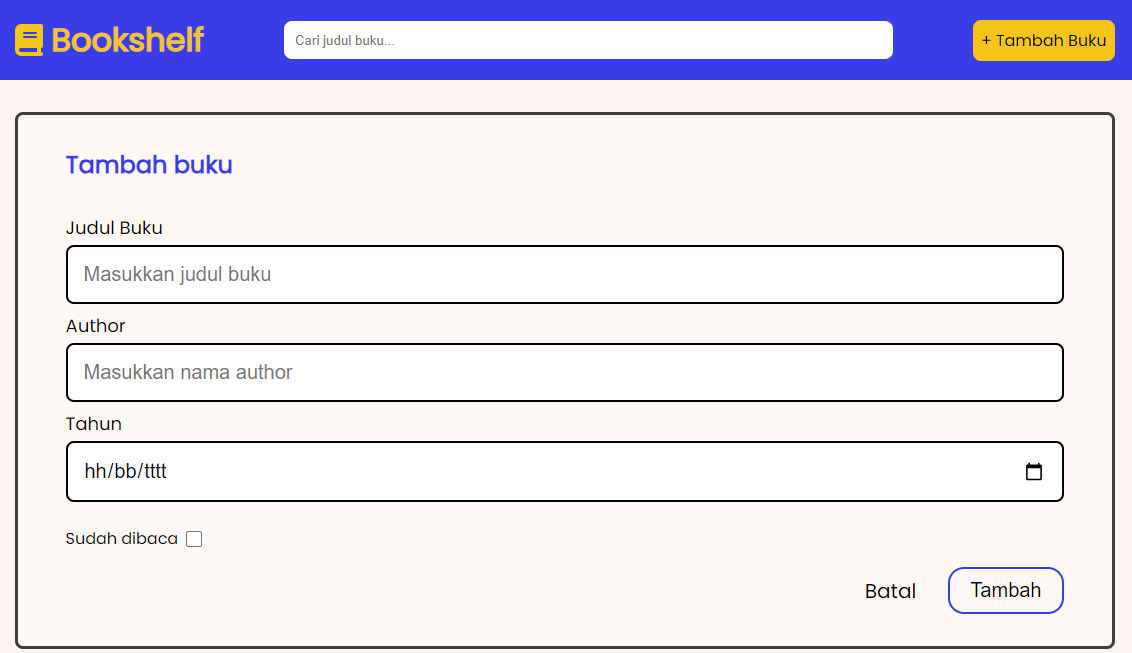 Bookshelf
Cari judul buku...
+ Tambah Buku
Tambah buku
Judul Buku
Masukkan judul buku
Author
Masukkan nama author
Tahun
hh/bb/tttt
Sudah dibaca
Batal
Tambah